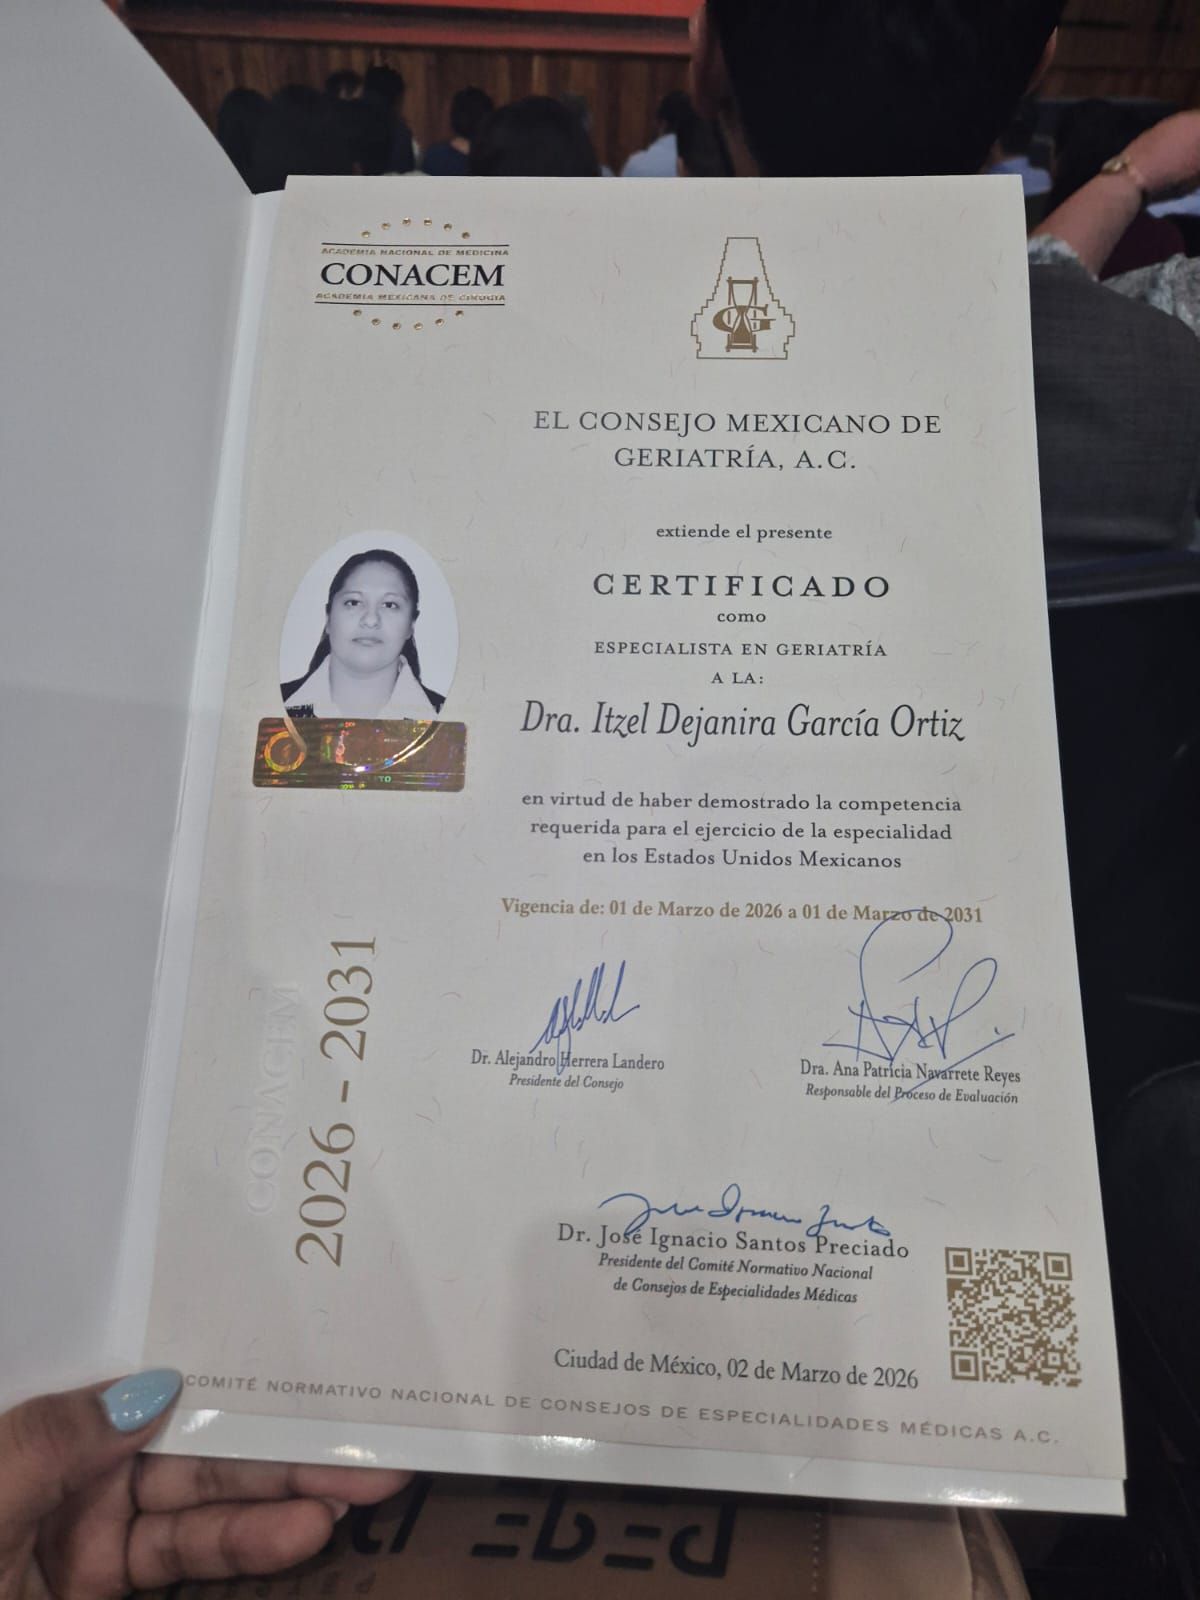 ACADEMIA NACIONAL DE MEDICINA
CONACEM
ACADEMIA MEXICANA DE CIRUGIA
EL CONSEJO MEXICANO DE
GERIATRÍA, A.C.
extiende el presente
CERTIFICADO
como
ESPECIALISTA EN GERIATRÍA
A LA:
Dra. Itzel Dejanira García Ortiz
en virtud de haber demostrado la competencia
requerida para el ejercicio de la especialidad
en los Estados Unidos Mexicanos
Vigencia de: 01 de Marzo de 2026 a 01 de Marzo de 2031
CONACEM
2026 - 2031
Dr. Alejandro Herrera Landero
Presidente del Consejo
Dra. Ana Patricia Navarrete Reyes
Responsable del Proceso de Evaluación
Dr. José Ignacio Santos Preciado
Presidente del Comité Normativo Nacional
de Consejos de Especialidades Médicas
Ciudad de México, 02 de Marzo de 2026
COMITÉ NORMATIVO NACIONAL DE CONSEJOS DE ESPECIALIDADES MÉDICAS A.C.